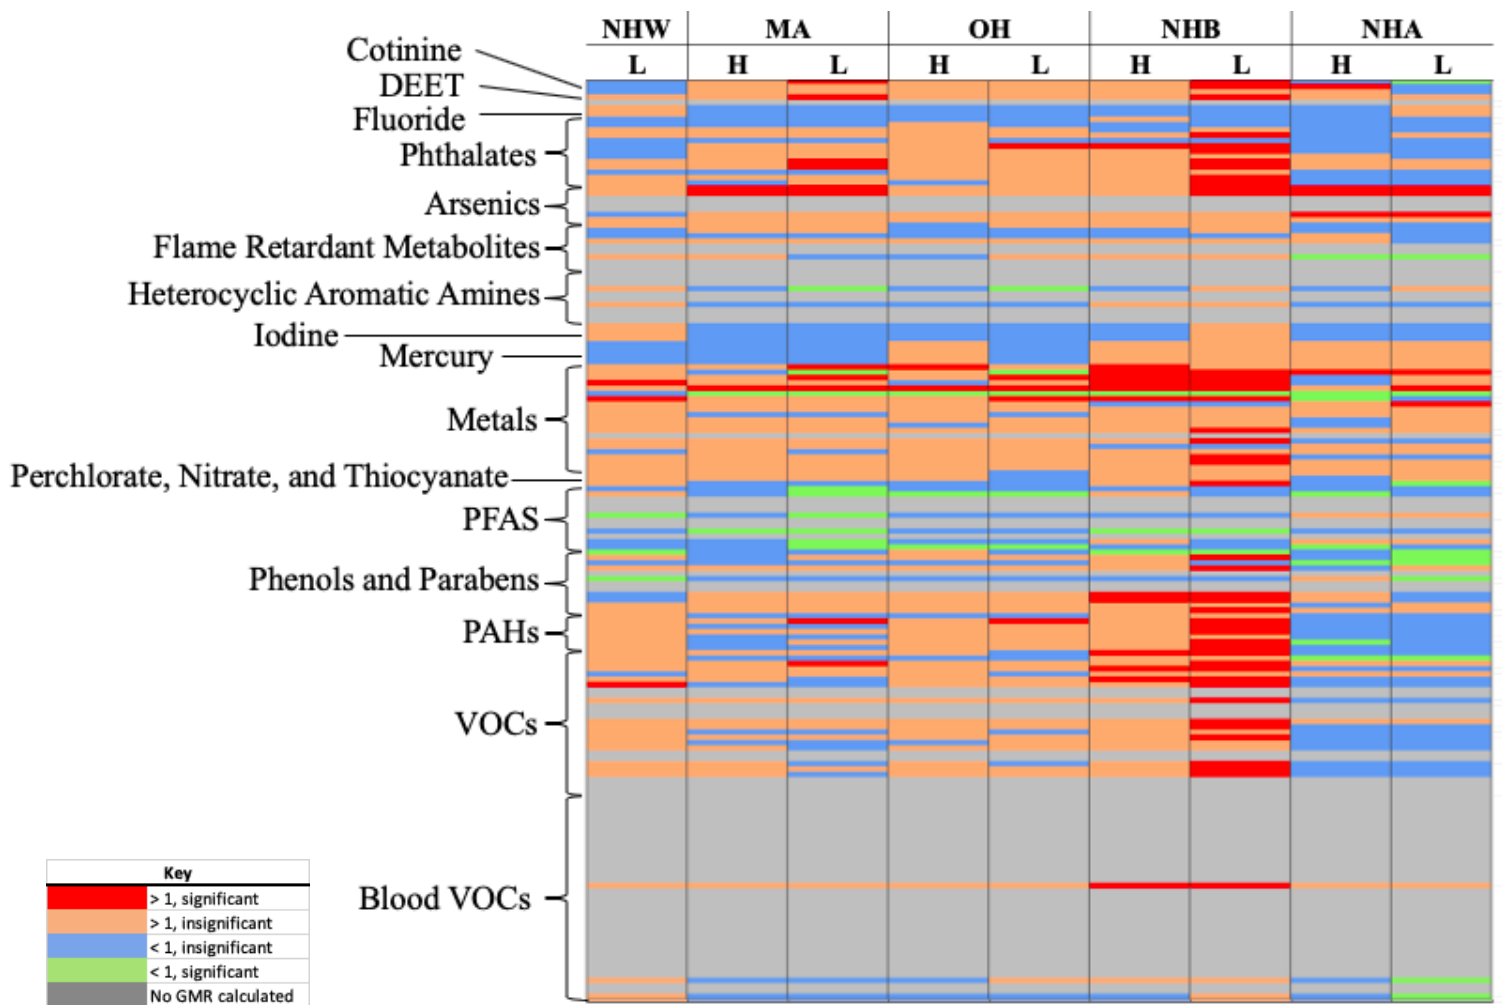 NHW MA OH NHB NHA
L H L H L H L H L
Cotinine
DEET
Fluoride
Phthalates
Arsenics
Flame Retardant Metabolites
Heterocyclic Aromatic Amines
Iodine
Mercury
Metals
Perchlorate, Nitrate, and Thiocyanate
PFAS
Phenols and Parabens
PAHs
VOCs
Blood VOCs
Key
> 1, significant
> 1, insignificant
< 1, insignificant
< 1, significant
No GMR calculated